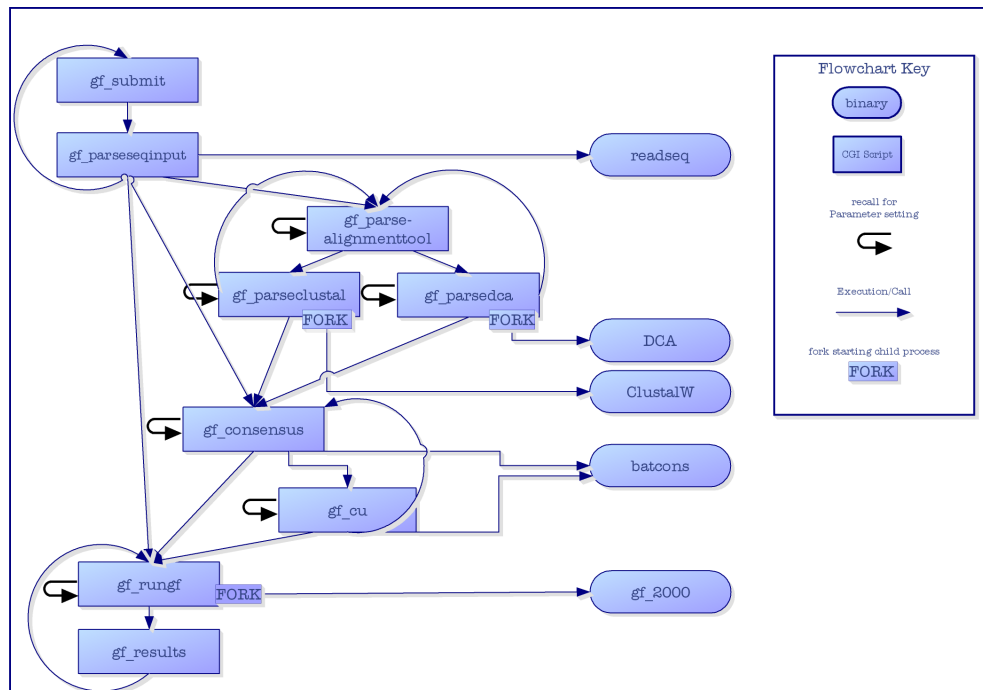 gf_submit
gf_parseseqinput
readseq
gf_parse-
alignmenttool
gf_parseclustal
FORK
gf_parsedca
FORK
DCA
ClustalW
gf_consensus
batcons
gf_cu
gf_rungf
FORK
gf_2000
gf_results
Flowchart Key
binary
CGI Script
recall for
Parameter setting
Execution/Call
fork starting child process
FORK